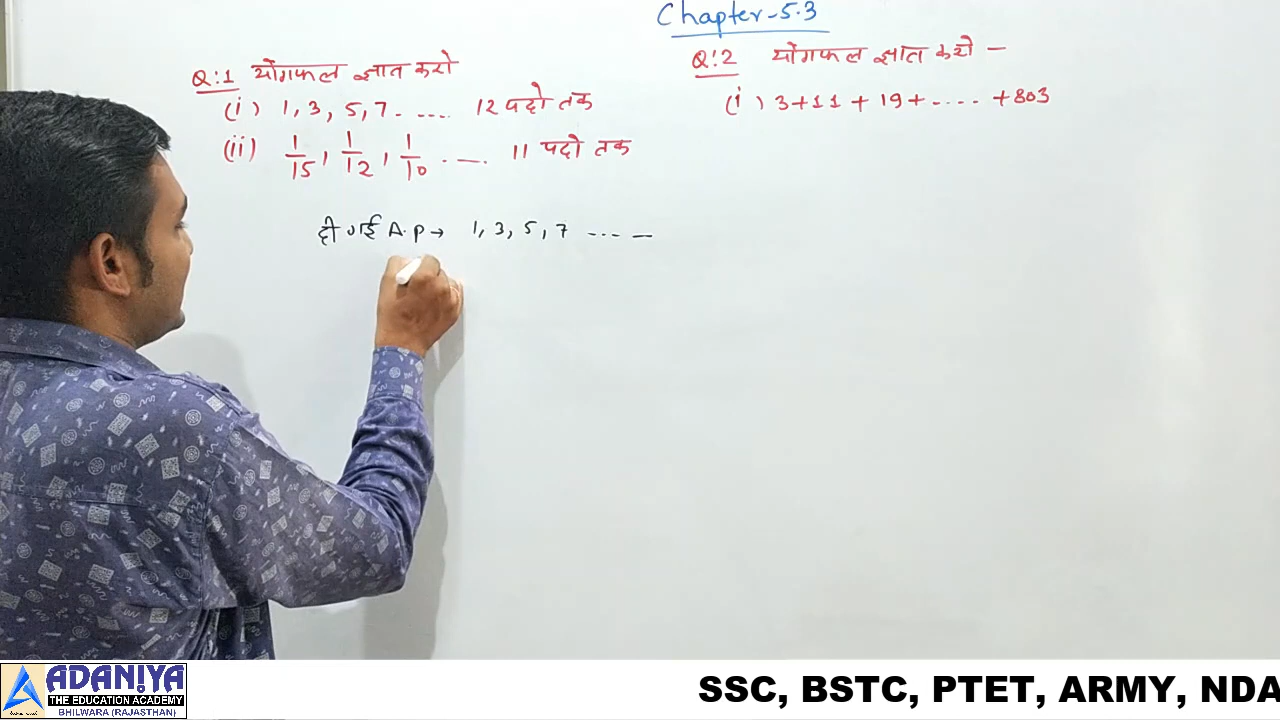 Chapter-5.3
Q:1 योगफल ज्ञात करो
(i) 1, 3, 5, 7 - ..... 12 पदो तक
(ii) 1/15, 1/12, 1/10 .__. 11 पदो तक
Q:2 योगफल ज्ञात करो –
(i) 3+11 + 19 + ..... + 803
दी गई A.P → 1, 3, 5, 7 ---- —
ADANiYA
THE EDUCATION ACADEMY
BHILWARA (RAJASTHAN)
SSC, BSTC, PTET, ARMY, NDA